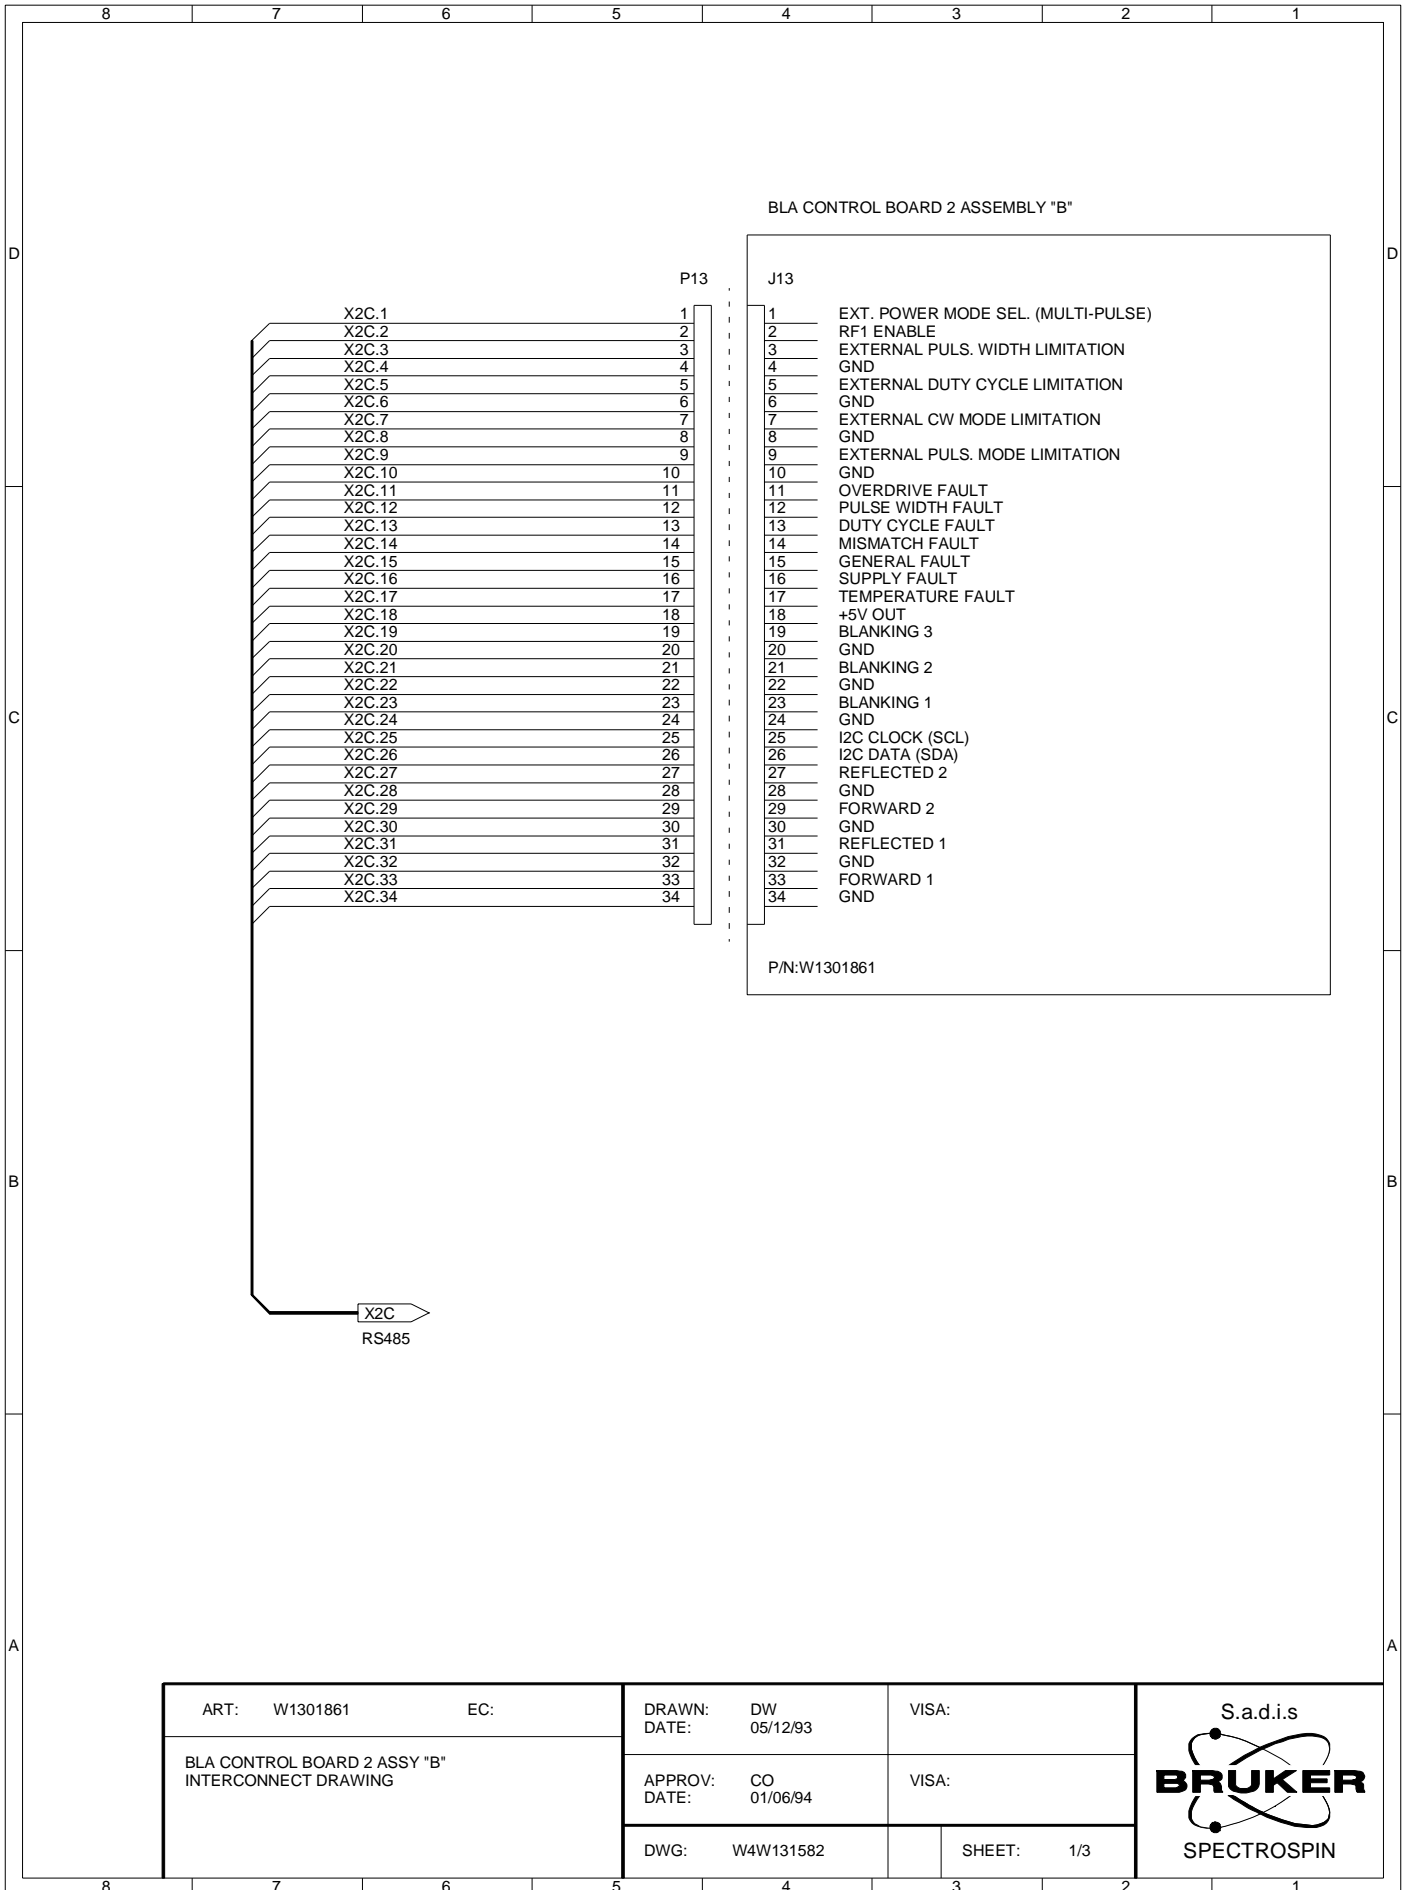 8 7 6 5 4 3 2 1
BLA CONTROL BOARD 2 ASSEMBLY "B"
D D
P13 J13
X2C.1 1 1 EXT. POWER MODE SEL. (MULTI-PULSE)
X2C.2 2 2 RF1 ENABLE
X2C.3 3 3 EXTERNAL PULS. WIDTH LIMITATION
X2C.4 4 4 GND
X2C.5 5 5 EXTERNAL DUTY CYCLE LIMITATION
X2C.6 6 6 GND
X2C.7 7 7 EXTERNAL CW MODE LIMITATION
X2C.8 8 8 GND
X2C.9 9 9 EXTERNAL PULS. MODE LIMITATION
X2C.10 10 10 GND
X2C.11 11 11 OVERDRIVE FAULT
X2C.12 12 12 PULSE WIDTH FAULT
X2C.13 13 13 DUTY CYCLE FAULT
X2C.14 14 14 MISMATCH FAULT
X2C.15 15 15 GENERAL FAULT
X2C.16 16 16 SUPPLY FAULT
X2C.17 17 17 TEMPERATURE FAULT
X2C.18 18 18 +5V OUT
X2C.19 19 19 BLANKING 3
X2C.20 20 20 GND
X2C.21 21 21 BLANKING 2
X2C.22 22 22 GND
X2C.23 23 23 BLANKING 1
C X2C.24 24 24 GND C
X2C.25 25 25 I2C CLOCK (SCL)
X2C.26 26 26 I2C DATA (SDA)
X2C.27 27 27 REFLECTED 2
X2C.28 28 28 GND
X2C.29 29 29 FORWARD 2
X2C.30 30 30 GND
X2C.31 31 31 REFLECTED 1
X2C.32 32 32 GND
X2C.33 33 33 FORWARD 1
X2C.34 34 34 GND
P/N:W1301861
B B
X2C
RS485
A A
ART: W1301861 EC:
BLA CONTROL BOARD 2 ASSY "B"
INTERCONNECT DRAWING
DRAWN: DW VISA:
DATE: 05/12/93
APPROV: CO VISA:
DATE: 01/06/94
DWG: W4W131582 SHEET: 1/3
S.a.d.i.s
BRUKER
SPECTROSPIN
8 7 6 5 4 3 2 1